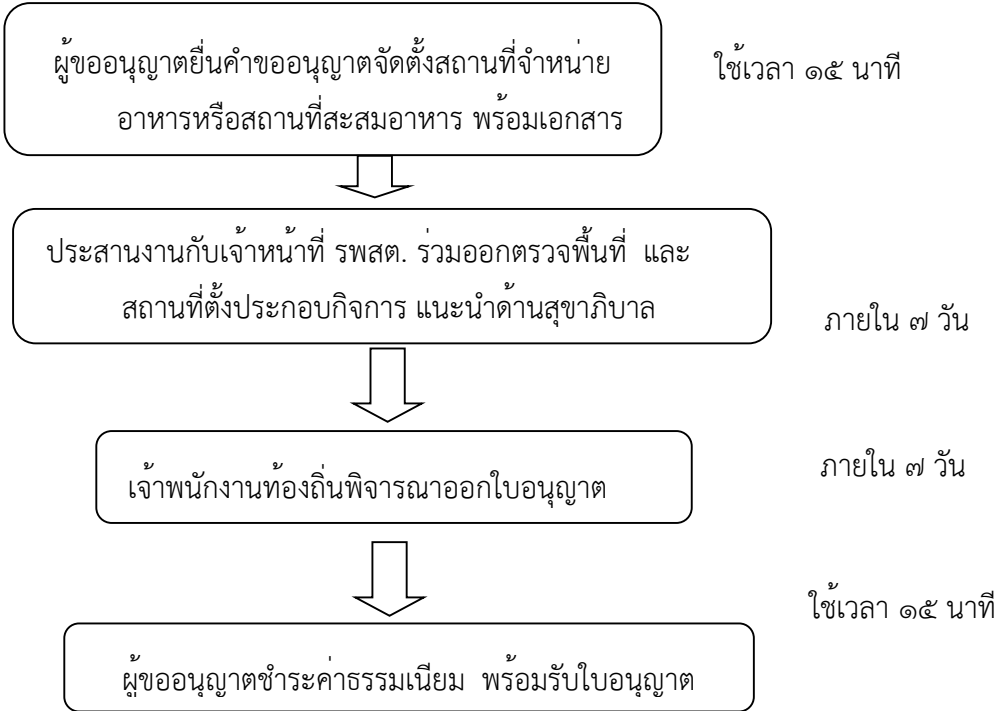 ผู้ขออนุญาตยื่นคำขออนุญาตจัดตั้งสถานที่จำหน่าย
อาหารหรือสถานที่สะสมอาหาร พร้อมเอกสาร
ใช้เวลา ๑๕ นาที
ประสานงานกับเจ้าหน้าที่ รพสต. ร่วมออกตรวจพื้นที่ และ
สถานที่ตั้งประกอบกิจการ แนะนำด้านสุขาภิบาล
ภายใน ๗ วัน
เจ้าพนักงานท้องถิ่นพิจารณาออกใบอนุญาต
ภายใน ๗ วัน
ใช้เวลา ๑๕ นาที
ผู้ขออนุญาตชำระค่าธรรมเนียม พร้อมรับใบอนุญาต